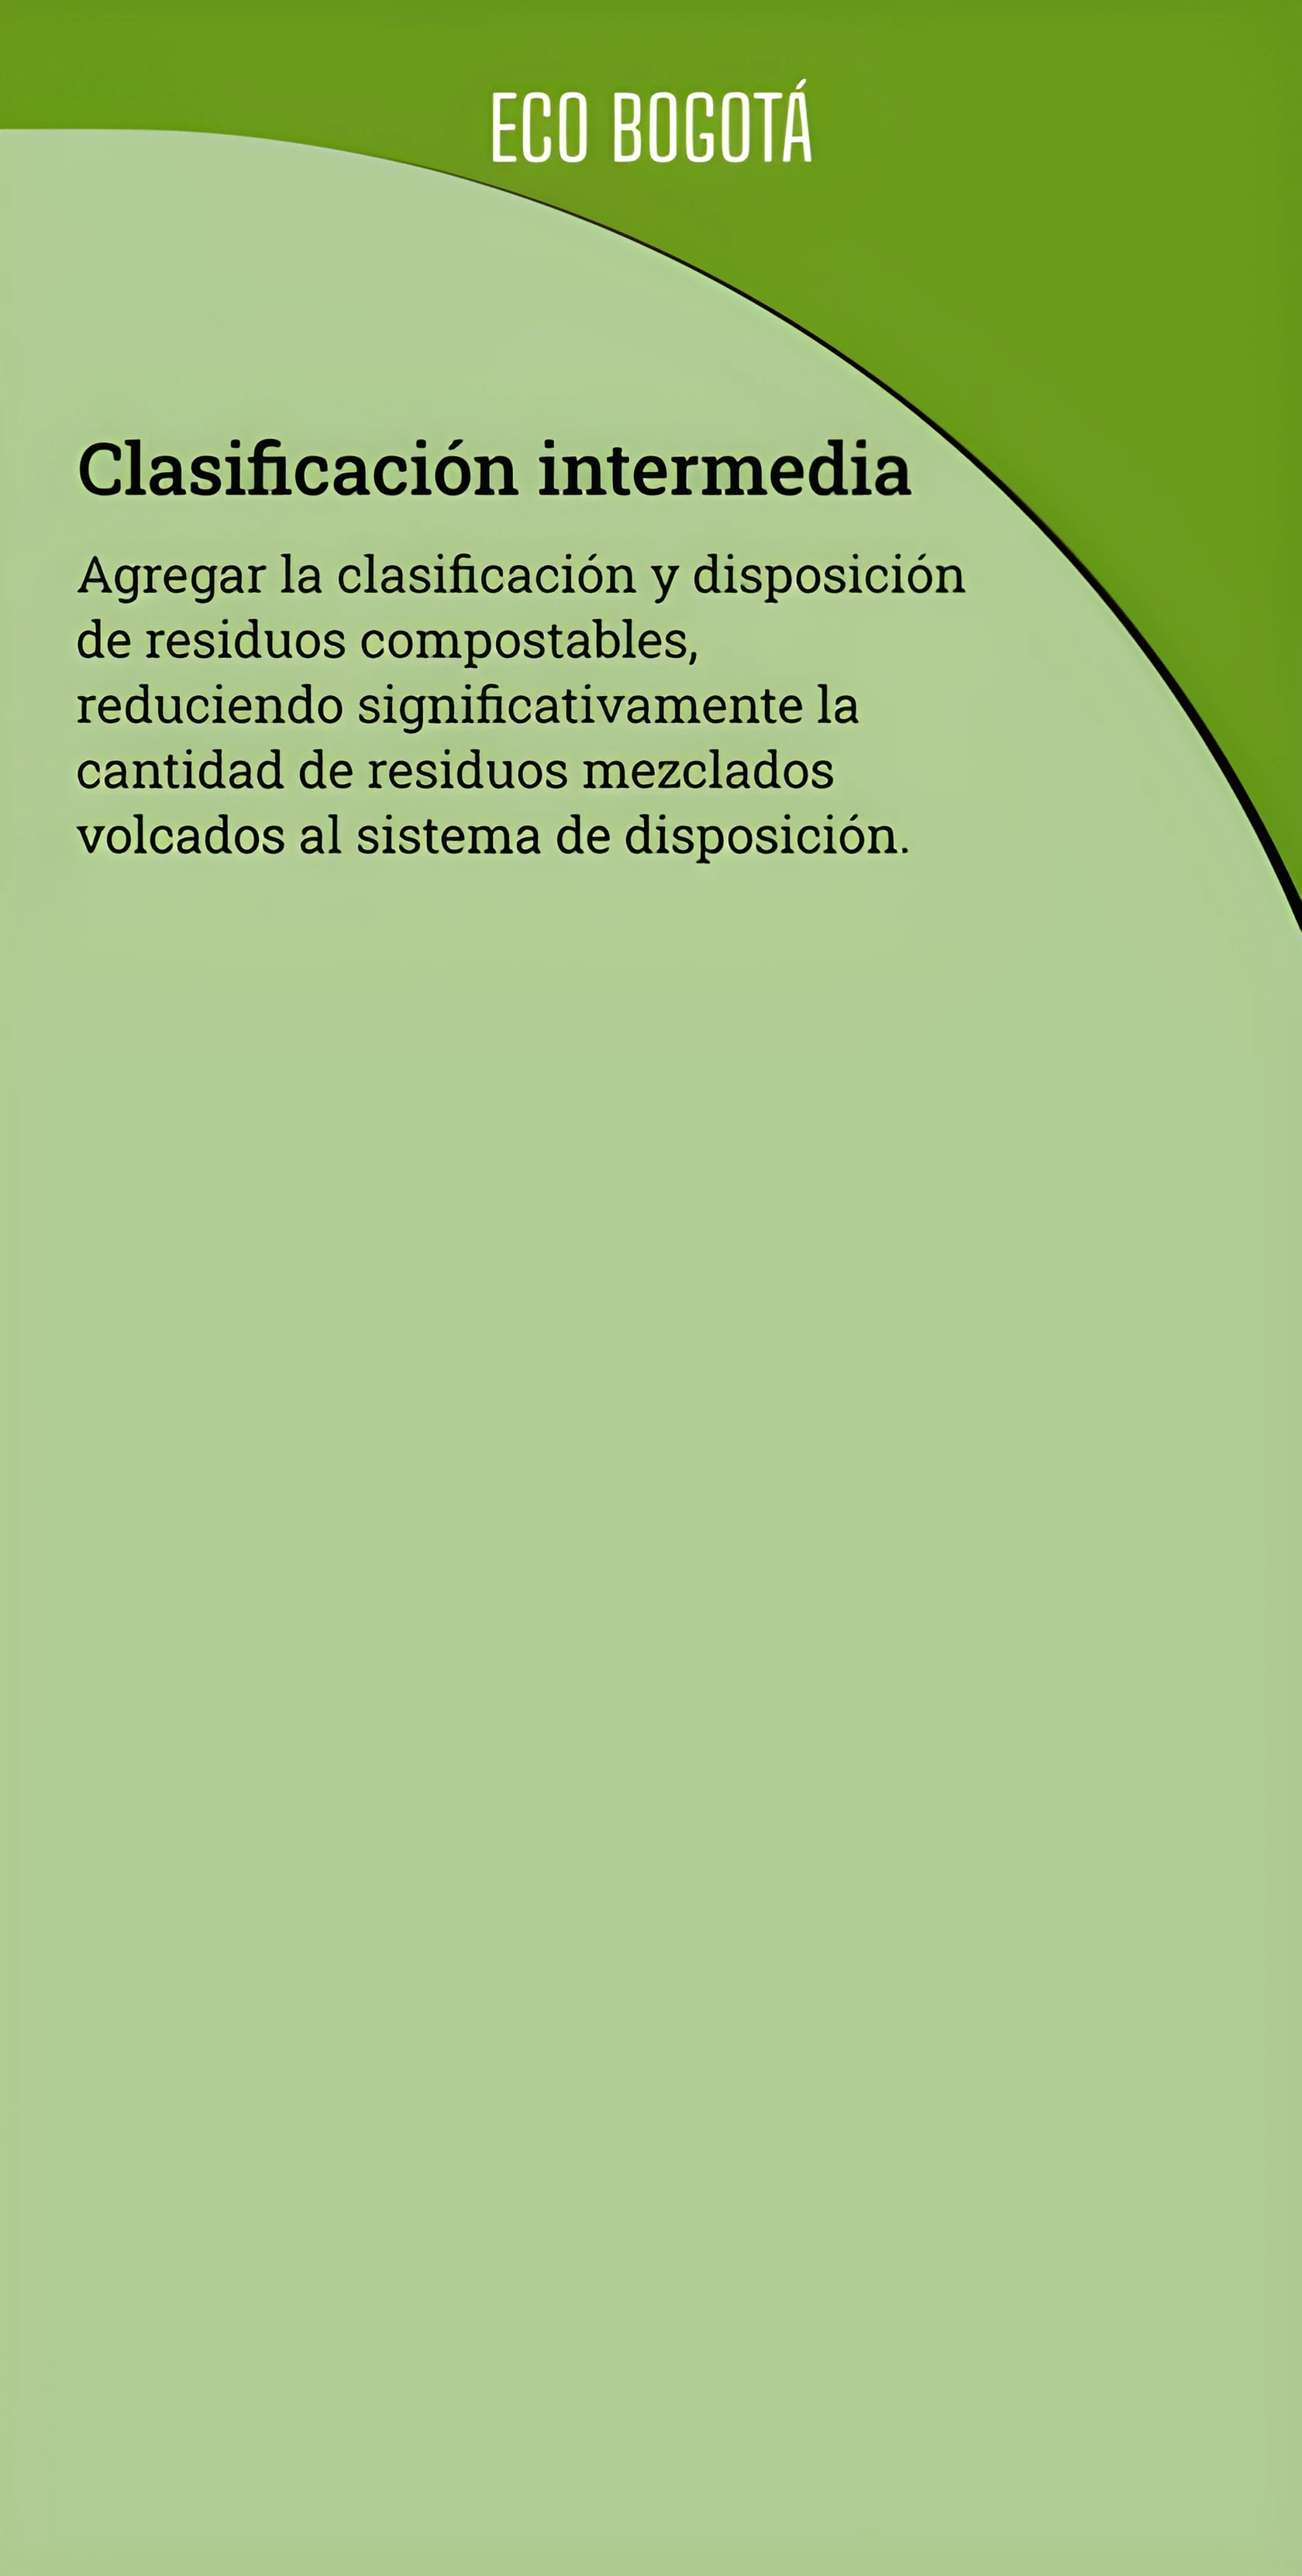 ECO BOGOTÁ
Clasificación intermedia
Agregar la clasificación y disposición
de residuos compostables,
reduciendo significativamente la
cantidad de residuos mezclados
volcados al sistema de disposición.